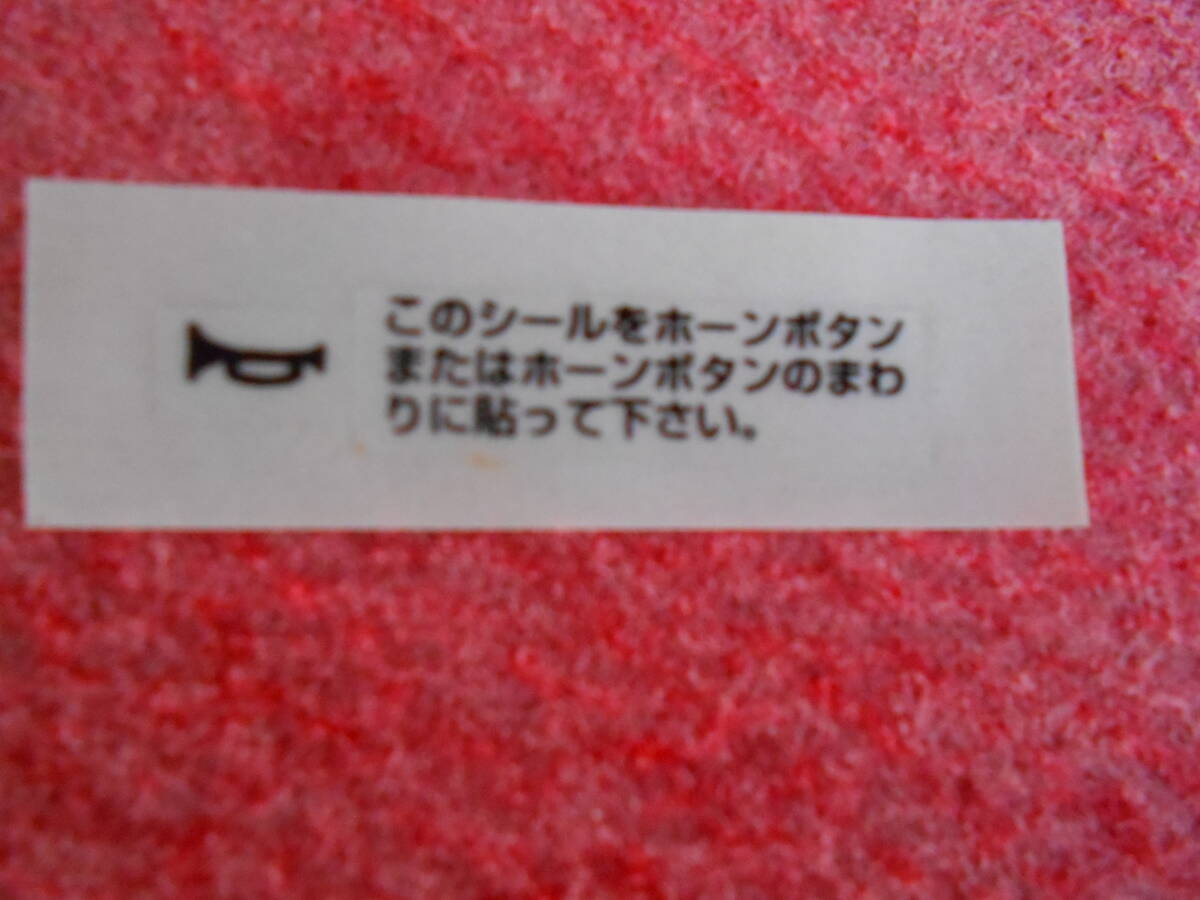 このシールをホーンボタン
またはホーンボタンのまわ
りに貼って下さい。